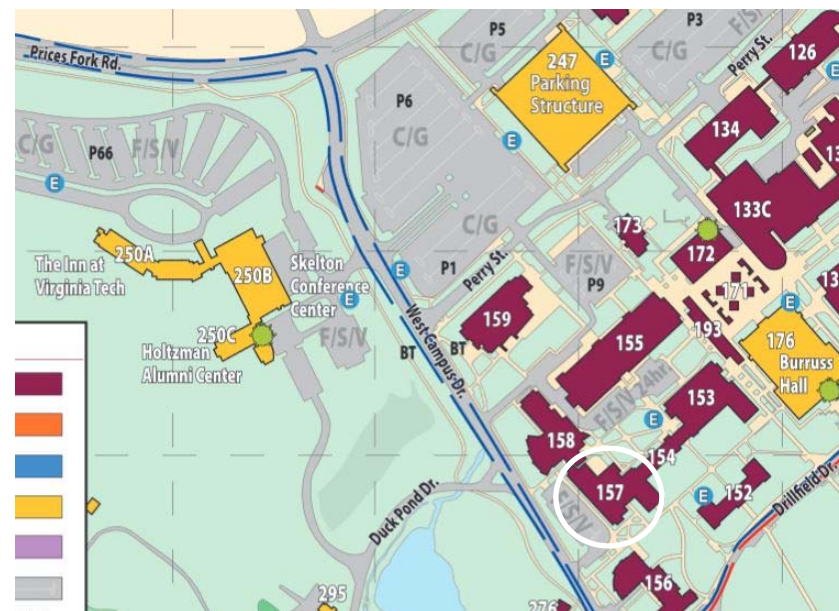 P5
C/G
P3
F/S/V
C/G
247
Parking
Structure
E
Perry St.
126
E
Prices Fork Rd.
P6
C/G
E
134
C/G
P66
F/S/V
E
133C
250A
The Inn at
Virginia Tech
250B
Skelton
Conference
Center
E
C/G
E
P1
Perry St.
173
172
F/S/V
P9
171
E
250C
Holtzman
Alumni Center
F/S/V
West Campus Dr.
BT
BT
159
155
193
176
Burruss
Hall
F/S/V 24hr.
153
E
158
154
157
F/S/V
152
E
Drillfield Dr.
Duck Pond Dr.
156
295
276